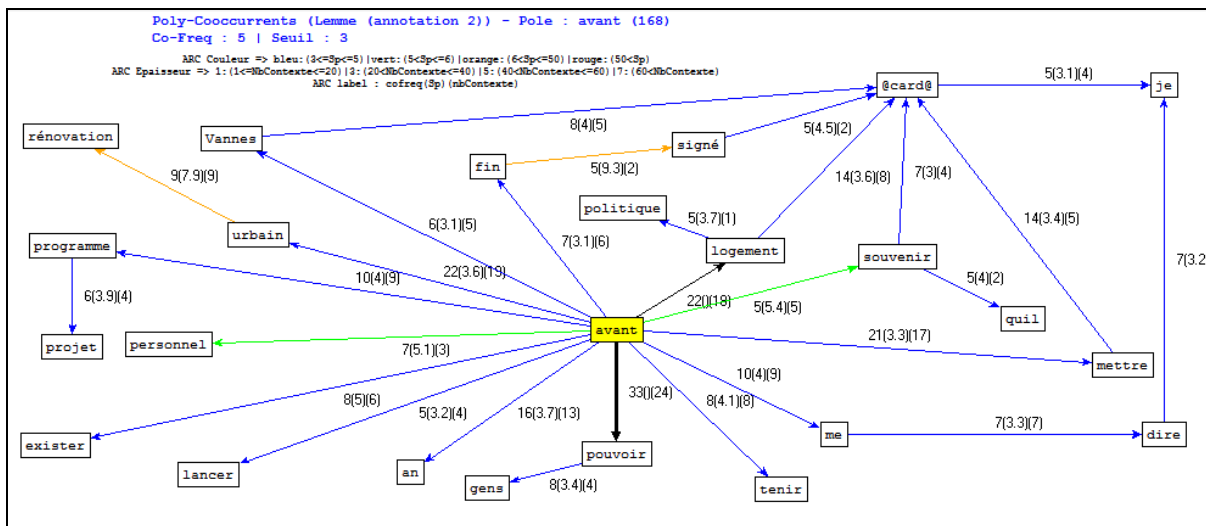 Poly-Cooccurrents (Lemme (annotation 2)) - Pole : avant (168)
Co-Freq : 5 | Seuil : 3
ARC Couleur => bleu:(3<=Sp<=5)|vert:(5<Sp<=6)|orange:(6<Sp<=50)|rouge:(50<Sp)
ARC Epaisseur => 1:(1<=NbContexte<=20)|3:(20<NbContexte<=40)|5:(40<NbContexte<=60)|7:(60<NbContexte)
ARC label : cofreq(Sp)(nbContexte)
5(3.1)(4)
@card@
je
rénovation
Vannes
8(4)(5)
5(4.5)(2)
signé
fin
5(9.3)(2)
9(7.9)(9)
14(3.6)(8)
7(3)(4)
politique
5(3.7)(1)
6(3.1)(5)
14(3.4)(5)
urbain
programme
7(3.1)(6)
logement
souvenir
7(3.2
22(3.6)(19)
10(4)(9)
6(3.9)(4)
22()(19)
5(5.4)(5)
5(4)(2)
quil
avant
projet
personnel
21(3.3)(17)
7(5.1)(3)
mettre
10(4)(9)
33()(24)
8(4.1)(8)
8(5)(6)
5(3.2)(4)
16(3.7)(13)
7(3.3)(7)
me
dire
exister
pouvoir
lancer
an
gens
8(3.4)(4)
tenir